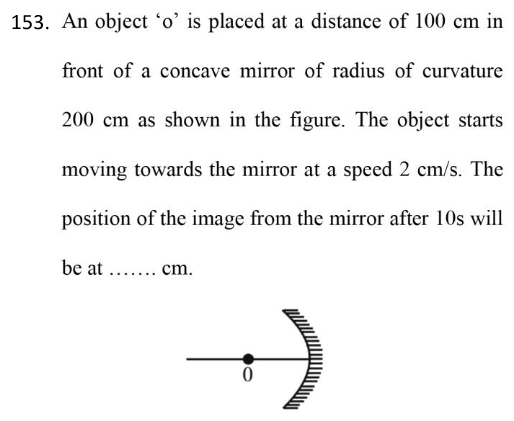 153. An object ‘o’ is placed at a distance of 100 cm in
front of a concave mirror of radius of curvature
200 cm as shown in the figure. The object starts
moving towards the mirror at a speed 2 cm/s. The
position of the image from the mirror after 10s will
be at ....... cm.
0